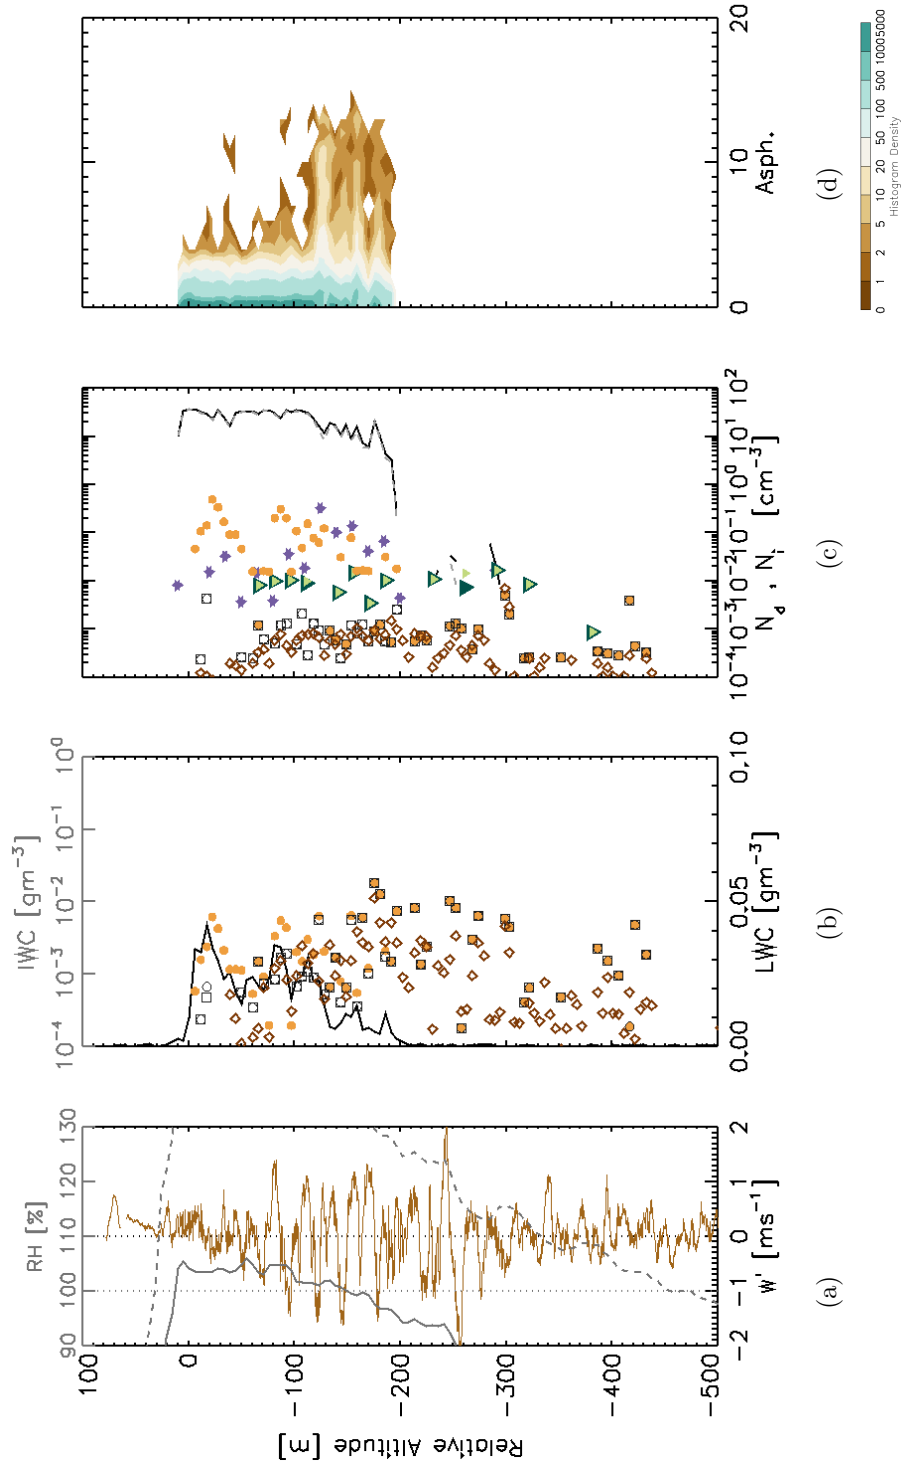 Relative Altitude [m]
100
0
−100
−200
−300
−400
−500
RH [%]
90 100 110 120 130
−2 −1 0 1 2
w' [ms⁻¹]
(a)
IWC [gm⁻³]
10⁻⁴ 10⁻³ 10⁻² 10⁻¹ 10⁰
0.00 0.05 0.10
LWC [gm⁻³]
(b)
10⁻⁴ 10⁻³ 10⁻² 10⁻¹ 10⁰ 10¹ 10²
N_d , N_i [cm⁻³]
(c)
0 10 20
Asph.
(d)
0 1 2 5 10 20 50 100 500 1000 5000
Histogram Density